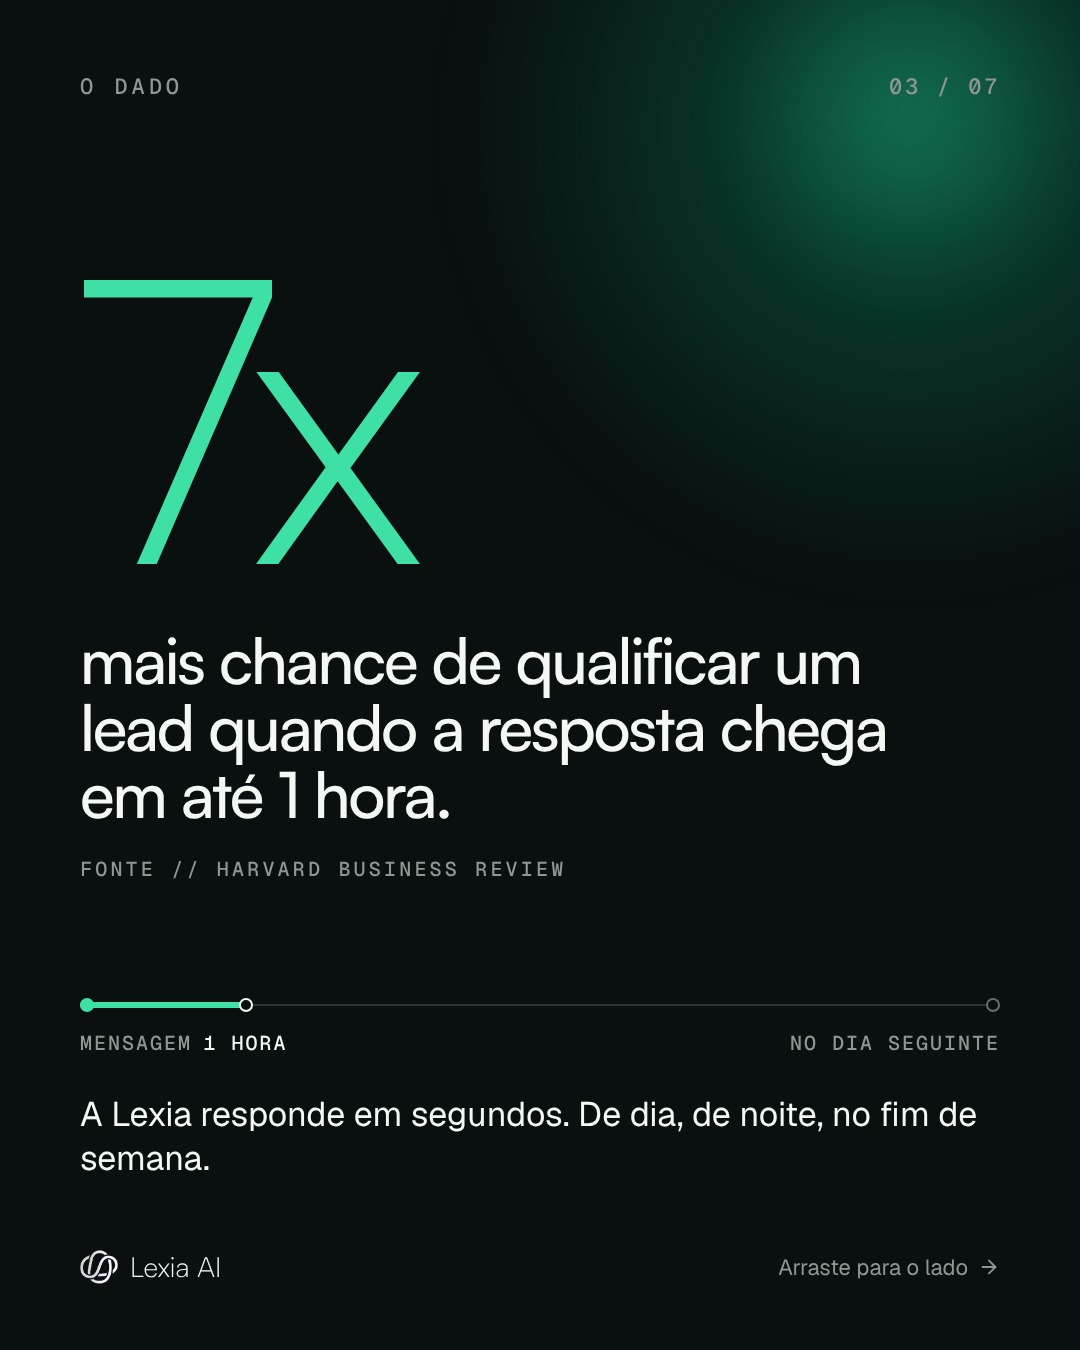 O DADO
03 / 07
7x
mais chance de qualificar um
lead quando a resposta chega
em até 1 hora.
FONTE // HARVARD BUSINESS REVIEW
MENSAGEM 1 HORA
NO DIA SEGUINTE
A Lexia responde em segundos. De dia, de noite, no fim de
semana.
Lexia AI
Arraste para o lado →